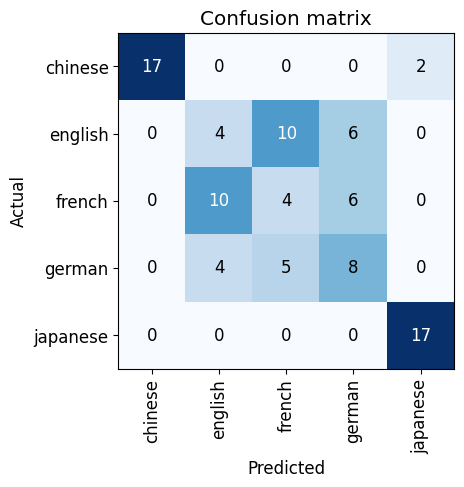 Confusion matrix
chinese 17 0 0 0 2
english 0 4 10 6 0
french 0 10 4 6 0
german 0 4 5 8 0
japanese 0 0 0 0 17
chinese english french german japanese
Predicted
Actual